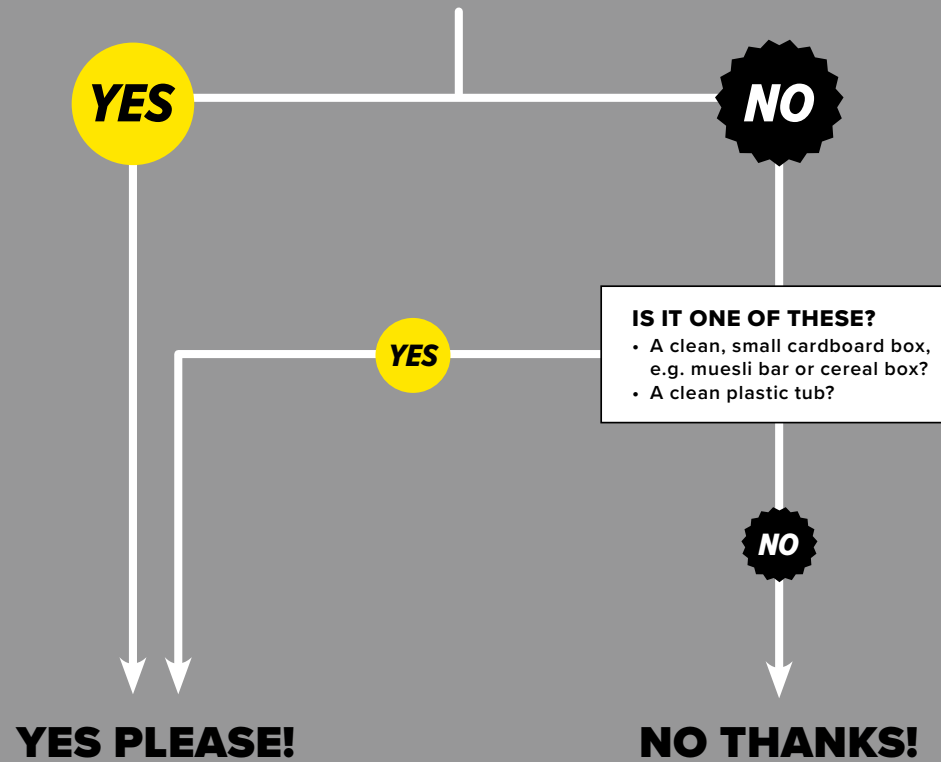 YES
NO
IS IT ONE OF THESE?
• A clean, small cardboard box,
e.g. muesli bar or cereal box?
• A clean plastic tub?
YES
NO
YES PLEASE!
NO THANKS!